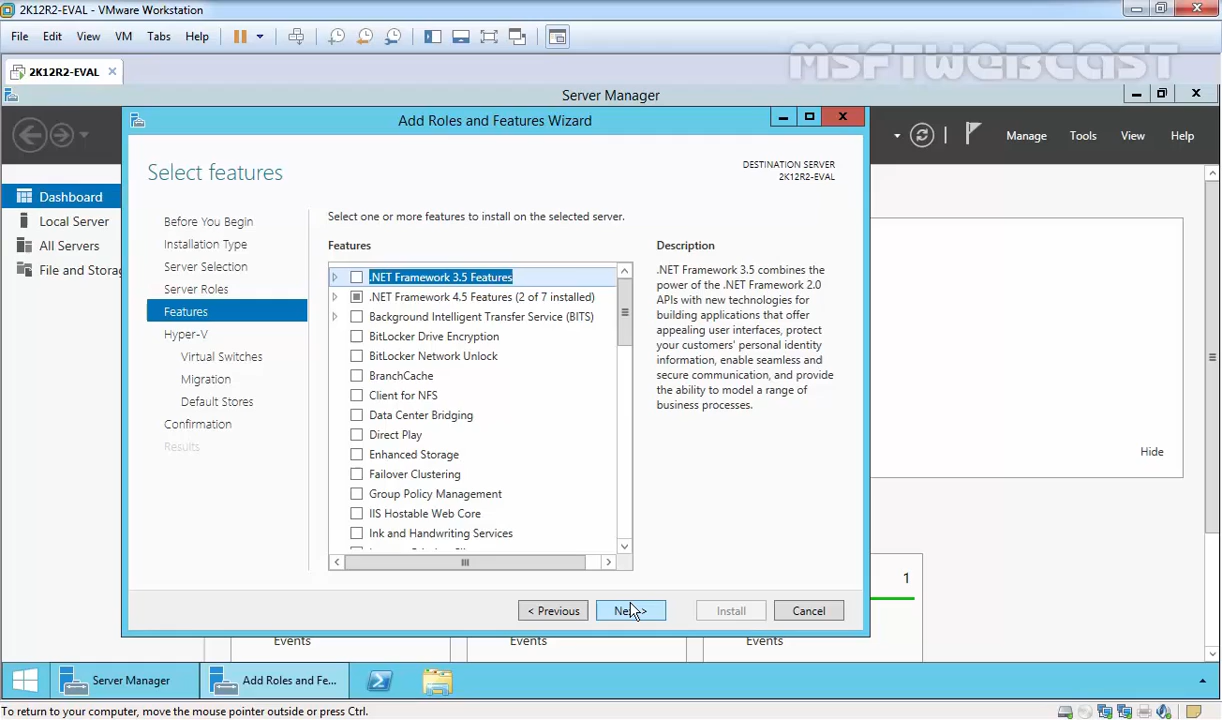 2K12R2-EVAL - VMware Workstation
File Edit View VM Tabs Help
MSFTWEBCAST
2K12R2-EVAL
Server Manager
Add Roles and Features Wizard
Manage Tools View Help
Select features
DESTINATION SERVER
2K12R2-EVAL
Dashboard
Local Server
All Servers
File and Storag
Before You Begin
Installation Type
Server Selection
Server Roles
Features
Hyper-V
Virtual Switches
Migration
Default Stores
Confirmation
Results
Select one or more features to install on the selected server.
Features
.NET Framework 3.5 Features
.NET Framework 4.5 Features (2 of 7 installed)
Background Intelligent Transfer Service (BITS)
BitLocker Drive Encryption
BitLocker Network Unlock
BranchCache
Client for NFS
Data Center Bridging
Direct Play
Enhanced Storage
Failover Clustering
Group Policy Management
IIS Hostable Web Core
Ink and Handwriting Services
Description
.NET Framework 3.5 combines the
power of the .NET Framework 2.0
APIs with new technologies for
building applications that offer
appealing user interfaces, protect
your customers' personal identity
information, enable seamless and
secure communication, and provide
the ability to model a range of
business processes.
Hide
1
< Previous
Next >
Install
Cancel
Events
Events
Events
Server Manager
Add Roles and Fe...
To return to your computer, move the mouse pointer outside or press Ctrl.